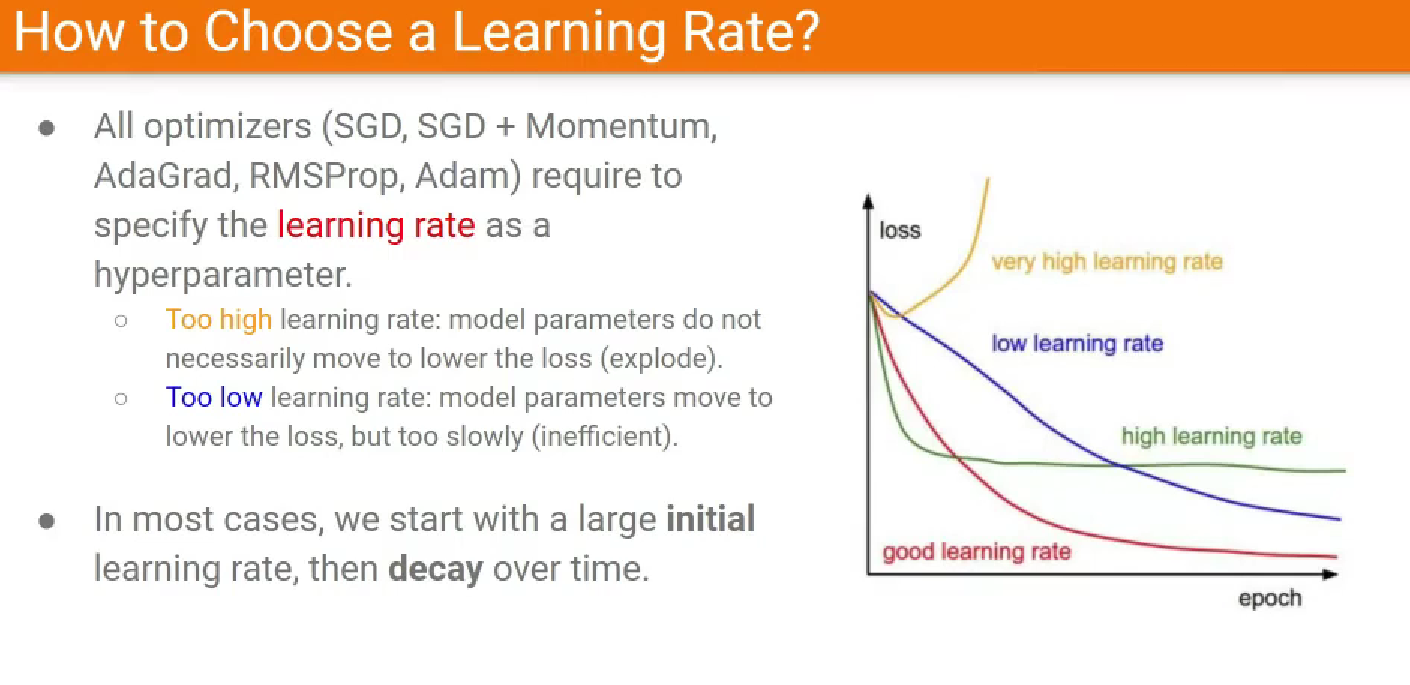 How to Choose a Learning Rate?
● All optimizers (SGD, SGD + Momentum,
AdaGrad, RMSProp, Adam) require to
specify the learning rate as a
hyperparameter.
○ Too high learning rate: model parameters do not
necessarily move to lower the loss (explode).
○ Too low learning rate: model parameters move to
lower the loss, but too slowly (inefficient).
● In most cases, we start with a large initial
learning rate, then decay over time.
loss
very high learning rate
low learning rate
high learning rate
good learning rate
epoch